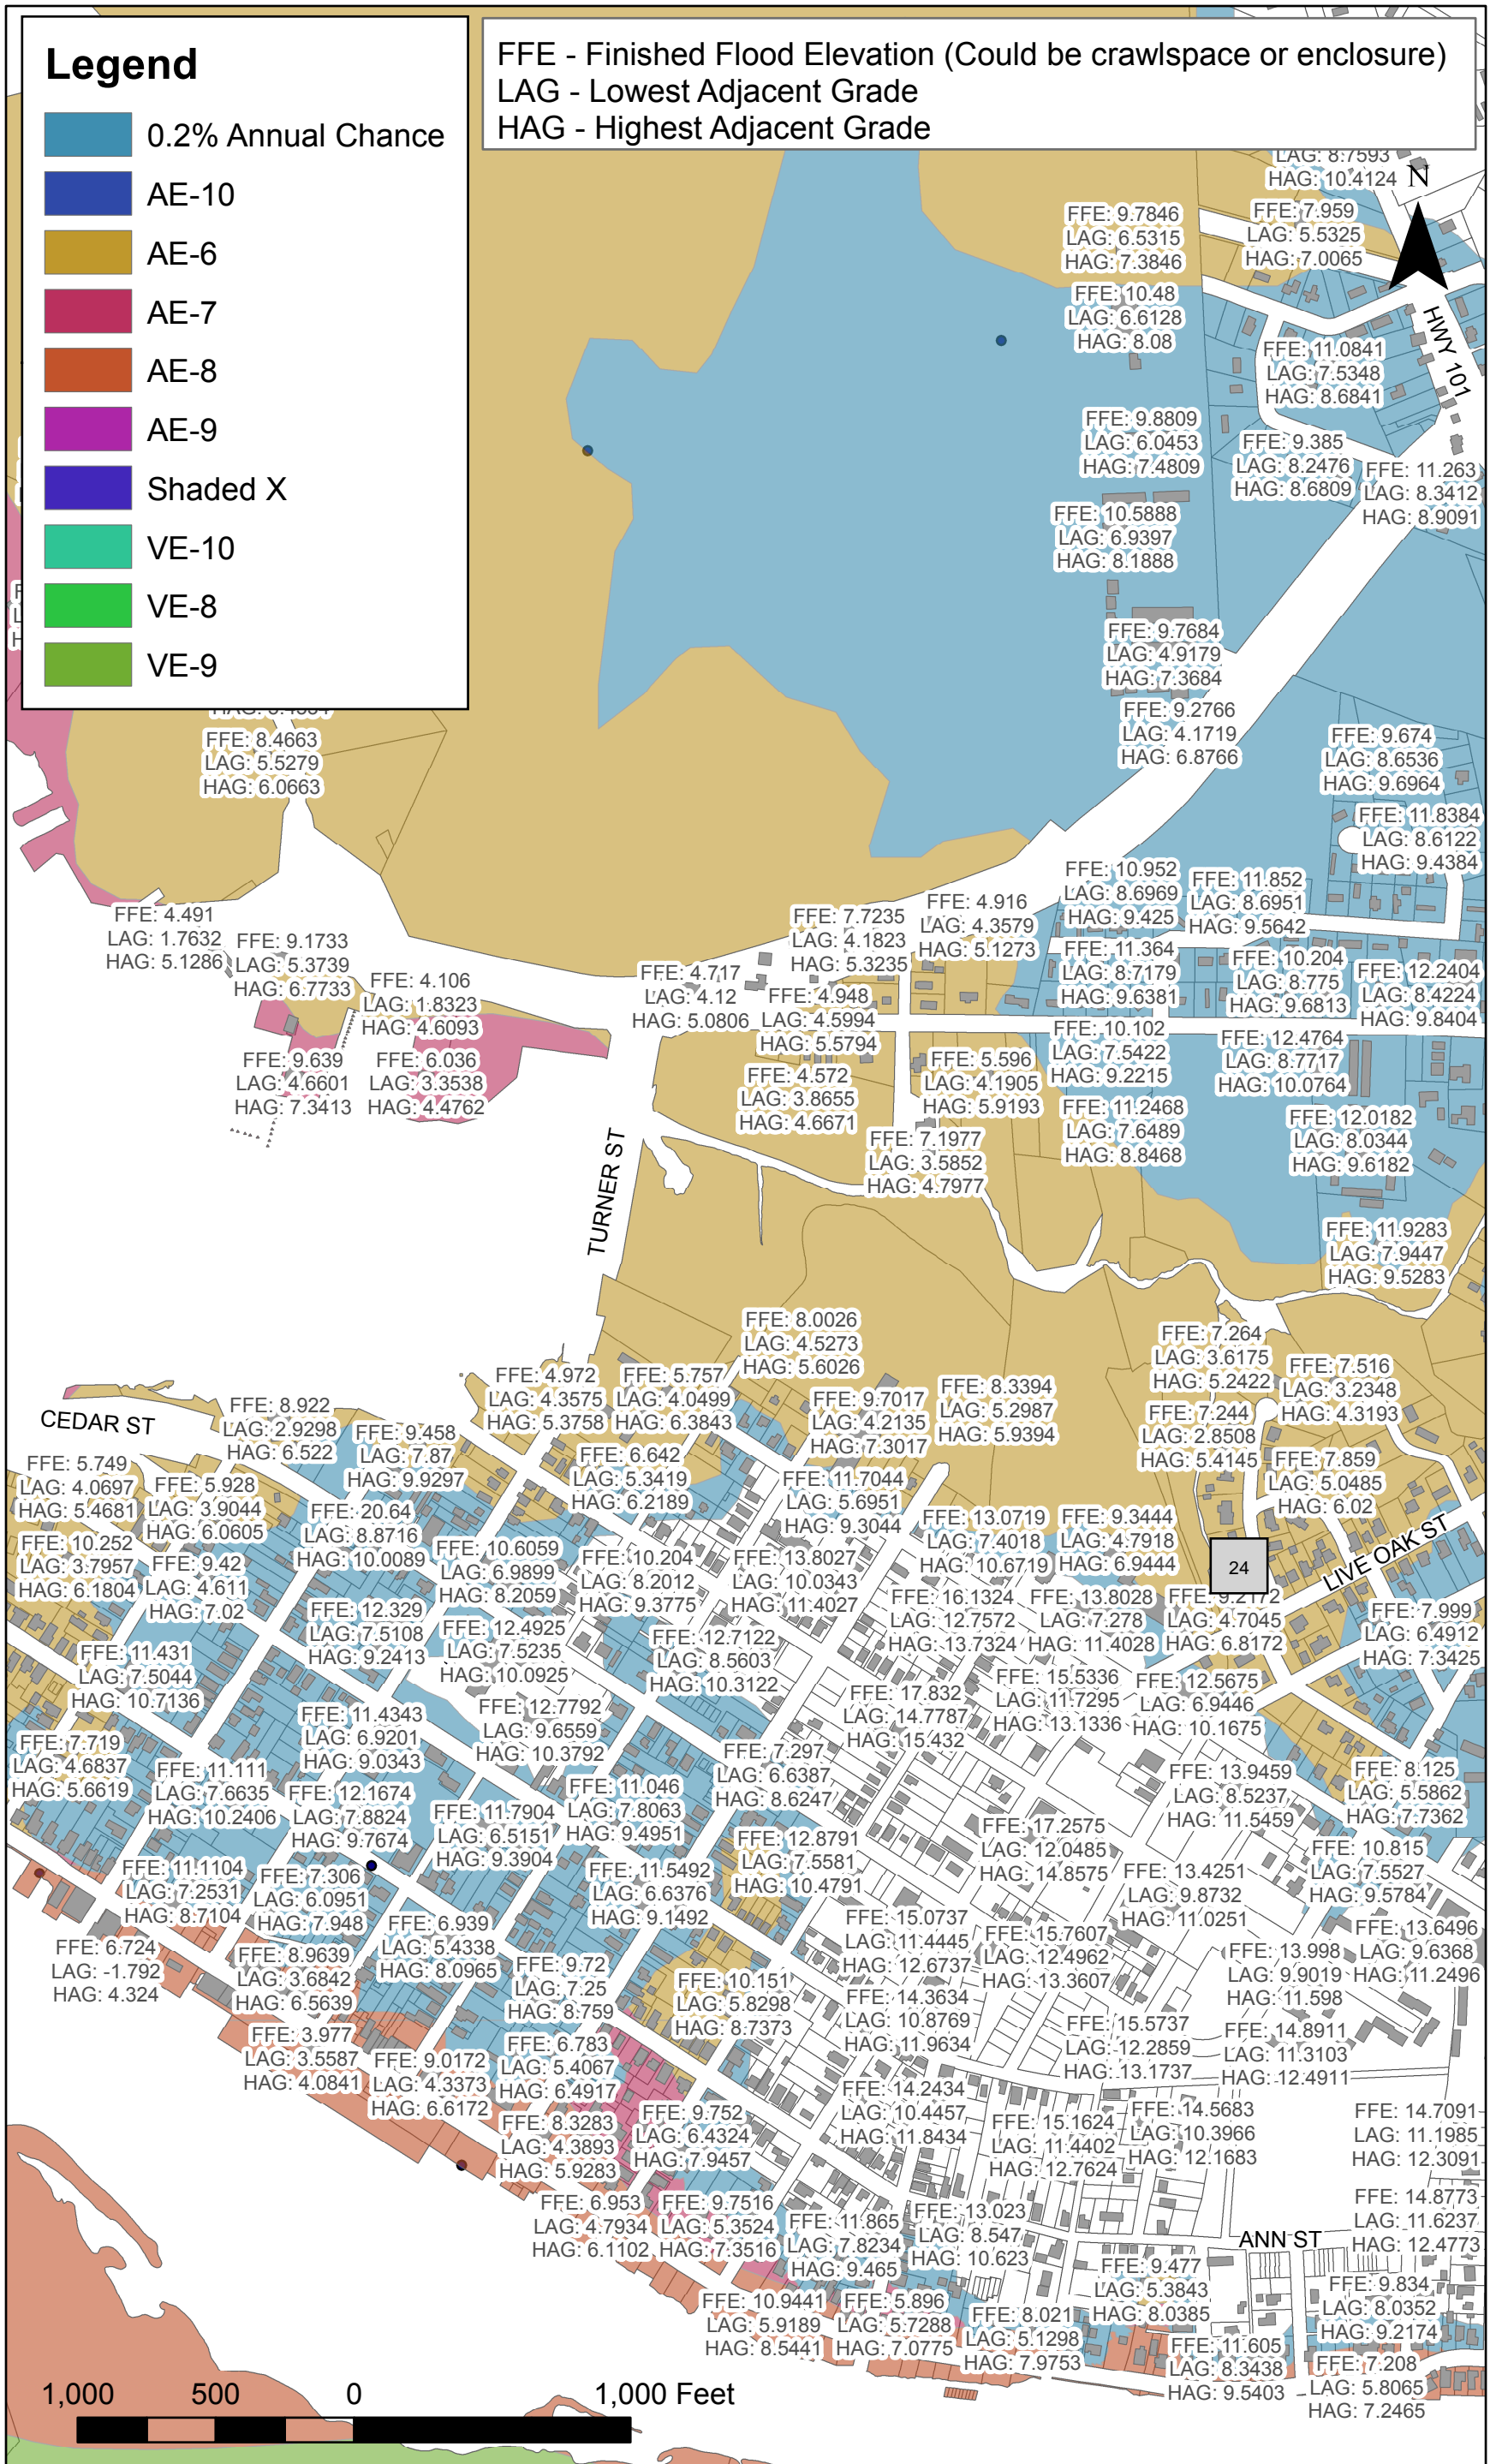 Legend
0.2% Annual Chance
AE-10
AE-6
AE-7
AE-8
AE-9
Shaded X
VE-10
VE-8
VE-9
FFE - Finished Flood Elevation (Could be crawlspace or enclosure)
LAG - Lowest Adjacent Grade
HAG - Highest Adjacent Grade
LAG: 8.7593
HAG: 10.4124
N
FFE: 9.7846
LAG: 6.5315
HAG: 7.3846
FFE: 7.959
LAG: 5.5325
HAG: 7.0065
FFE: 10.48
LAG: 6.6128
HAG: 8.08
HWY 101
FFE: 11.0841
LAG: 7.5348
HAG: 8.6841
FFE: 9.8809
LAG: 6.0453
HAG: 7.4809
FFE: 9.385
LAG: 8.2476
HAG: 8.6809
FFE: 11.263
LAG: 8.3412
HAG: 8.9091
FFE: 10.5888
LAG: 6.9397
HAG: 8.1888
FFE: 9.7684
LAG: 4.9179
HAG: 7.3684
FFE: 9.2766
LAG: 4.1719
HAG: 6.8766
FFE: 8.4663
LAG: 5.5279
HAG: 6.0663
FFE: 9.674
LAG: 8.6536
HAG: 9.6964
FFE: 11.8384
LAG: 8.6122
HAG: 9.4384
FFE: 10.952
LAG: 8.6969
HAG: 9.425
FFE: 11.852
LAG: 8.6951
HAG: 9.5642
FFE: 4.916
LAG: 4.3579
HAG: 5.1273
FFE: 7.7235
LAG: 4.1823
HAG: 5.3235
FFE: 4.491
LAG: 1.7632
HAG: 5.1286
FFE: 9.1733
LAG: 5.3739
HAG: 6.7733
FFE: 4.106
LAG: 1.8323
HAG: 4.6093
FFE: 4.717
LAG: 4.12
HAG: 5.0806
FFE: 4.948
LAG: 4.5994
HAG: 5.5794
FFE: 11.364
LAG: 8.7179
HAG: 9.6381
FFE: 10.204
LAG: 8.775
HAG: 9.6813
FFE: 12.2404
LAG: 8.4224
HAG: 9.8404
FFE: 9.639
LAG: 4.6601
HAG: 7.3413
FFE: 6.036
LAG: 3.3538
HAG: 4.4762
FFE: 4.572
LAG: 3.8655
HAG: 4.6671
FFE: 5.596
LAG: 4.1905
HAG: 5.9193
FFE: 10.102
LAG: 7.5422
HAG: 9.2215
FFE: 12.4764
LAG: 8.7717
HAG: 10.0764
FFE: 11.2468
LAG: 7.6489
HAG: 8.8468
FFE: 12.0182
LAG: 8.0344
HAG: 9.6182
FFE: 7.1977
LAG: 3.5852
HAG: 4.7977
TURNER ST
FFE: 11.9283
LAG: 7.9447
HAG: 9.5283
FFE: 8.0026
LAG: 4.5273
HAG: 5.6026
FFE: 7.264
LAG: 3.6175
HAG: 5.2422
FFE: 7.516
LAG: 3.2348
HAG: 4.3193
FFE: 4.972
LAG: 4.3575
HAG: 5.3758
FFE: 5.757
LAG: 4.0499
HAG: 6.3843
FFE: 9.7017
LAG: 4.2135
HAG: 7.3017
FFE: 8.3394
LAG: 5.2987
HAG: 5.9394
FFE: 7.244
LAG: 2.8508
HAG: 5.4145
CEDAR ST
FFE: 8.922
LAG: 2.9298
HAG: 6.522
FFE: 9.458
LAG: 7.87
HAG: 9.9297
FFE: 6.642
LAG: 5.3419
HAG: 6.2189
FFE: 7.859
LAG: 5.0485
HAG: 6.02
FFE: 5.749
LAG: 4.0697
HAG: 5.4681
FFE: 5.928
LAG: 3.9044
HAG: 6.0605
FFE: 20.64
LAG: 8.8716
HAG: 10.0089
FFE: 11.7044
LAG: 5.6951
HAG: 9.3044
FFE: 13.0719
LAG: 7.4018
HAG: 10.6719
FFE: 9.3444
LAG: 4.7918
HAG: 6.9444
24
LIVE OAK ST
FFE: 10.252
LAG: 3.7957
HAG: 6.1804
FFE: 9.42
LAG: 4.611
HAG: 7.02
FFE: 10.6059
LAG: 6.9899
HAG: 8.2059
FFE: 10.204
LAG: 8.2012
HAG: 9.3775
FFE: 13.8027
LAG: 10.0343
HAG: 11.4027
FFE: 16.1324
LAG: 12.7572
HAG: 13.7324
FFE: 13.8028
LAG: 7.278
HAG: 11.4028
FFE: 9.2172
LAG: 4.7045
HAG: 6.8172
FFE: 7.999
LAG: 6.4912
HAG: 7.3425
FFE: 12.329
LAG: 7.5108
HAG: 9.2413
FFE: 12.4925
LAG: 7.5235
HAG: 10.0925
FFE: 12.7122
LAG: 8.5603
HAG: 10.3122
FFE: 11.431
LAG: 7.5044
HAG: 10.7136
FFE: 15.5336
LAG: 11.7295
HAG: 13.1336
FFE: 12.5675
LAG: 6.9446
HAG: 10.1675
FFE: 17.832
LAG: 14.7787
HAG: 15.432
FFE: 11.4343
LAG: 6.9201
HAG: 9.0343
FFE: 12.7792
LAG: 9.6559
HAG: 10.3792
FFE: 7.719
LAG: 4.6837
HAG: 5.6619
FFE: 11.111
LAG: 7.6635
HAG: 10.2406
FFE: 12.1674
LAG: 7.8824
HAG: 9.7674
FFE: 11.7904
LAG: 6.5151
HAG: 9.3904
FFE: 11.046
LAG: 7.8063
HAG: 9.4951
FFE: 7.297
LAG: 6.6387
HAG: 8.6247
FFE: 13.9459
LAG: 8.5237
HAG: 11.5459
FFE: 8.125
LAG: 5.5862
HAG: 7.7362
FFE: 17.2575
LAG: 12.0485
HAG: 14.8575
FFE: 12.8791
LAG: 7.5581
HAG: 10.4791
FFE: 10.815
LAG: 7.5527
HAG: 9.5784
FFE: 11.1104
LAG: 7.2531
HAG: 8.7104
FFE: 7.306
LAG: 6.0951
HAG: 7.948
FFE: 11.5492
LAG: 6.6376
HAG: 9.1492
FFE: 13.4251
LAG: 9.8732
HAG: 11.0251
FFE: 6.939
LAG: 5.4338
HAG: 8.0965
FFE: 15.0737
LAG: 11.4445
HAG: 12.6737
FFE: 15.7607
LAG: 12.4962
HAG: 13.3607
FFE: 13.998
LAG: 9.9019
HAG: 11.598
FFE: 13.6496
LAG: 9.6368
HAG: 11.2496
FFE: 6.724
LAG: -1.792
HAG: 4.324
FFE: 8.9639
LAG: 3.6842
HAG: 6.5639
FFE: 9.72
LAG: 7.25
HAG: 8.759
FFE: 10.151
LAG: 5.8298
HAG: 8.7373
FFE: 14.3634
LAG: 10.8769
HAG: 11.9634
FFE: 15.5737
LAG: 12.2859
HAG: 13.1737
FFE: 14.8911
LAG: 11.3103
HAG: 12.4911
FFE: 3.977
LAG: 3.5587
HAG: 4.0841
FFE: 9.0172
LAG: 4.3373
HAG: 6.6172
FFE: 6.783
LAG: 5.4067
HAG: 6.4917
FFE: 14.2434
LAG: 10.4457
HAG: 11.8434
FFE: 8.3283
LAG: 4.3893
HAG: 5.9283
FFE: 9.752
LAG: 6.4324
HAG: 7.9457
FFE: 15.1624
LAG: 11.4402
HAG: 12.7624
FFE: 14.5683
LAG: 10.3966
HAG: 12.1683
FFE: 14.7091
LAG: 11.1985
HAG: 12.3091
FFE: 6.953
LAG: 4.7934
HAG: 6.1102
FFE: 9.7516
LAG: 5.3524
HAG: 7.3516
FFE: 11.865
LAG: 7.8234
HAG: 9.465
FFE: 13.023
LAG: 8.547
HAG: 10.623
FFE: 14.8773
LAG: 11.6237
HAG: 12.4773
ANN ST
FFE: 9.477
LAG: 5.3843
HAG: 8.0385
FFE: 9.834
LAG: 8.0352
HAG: 9.2174
FFE: 10.9441
LAG: 5.9189
HAG: 8.5441
FFE: 5.896
LAG: 5.7288
HAG: 7.0775
FFE: 8.021
LAG: 5.1298
HAG: 7.9753
FFE: 11.605
LAG: 8.3438
HAG: 9.5403
FFE: 7.208
LAG: 5.8065
HAG: 7.2465
1,000 500 0 1,000 Feet